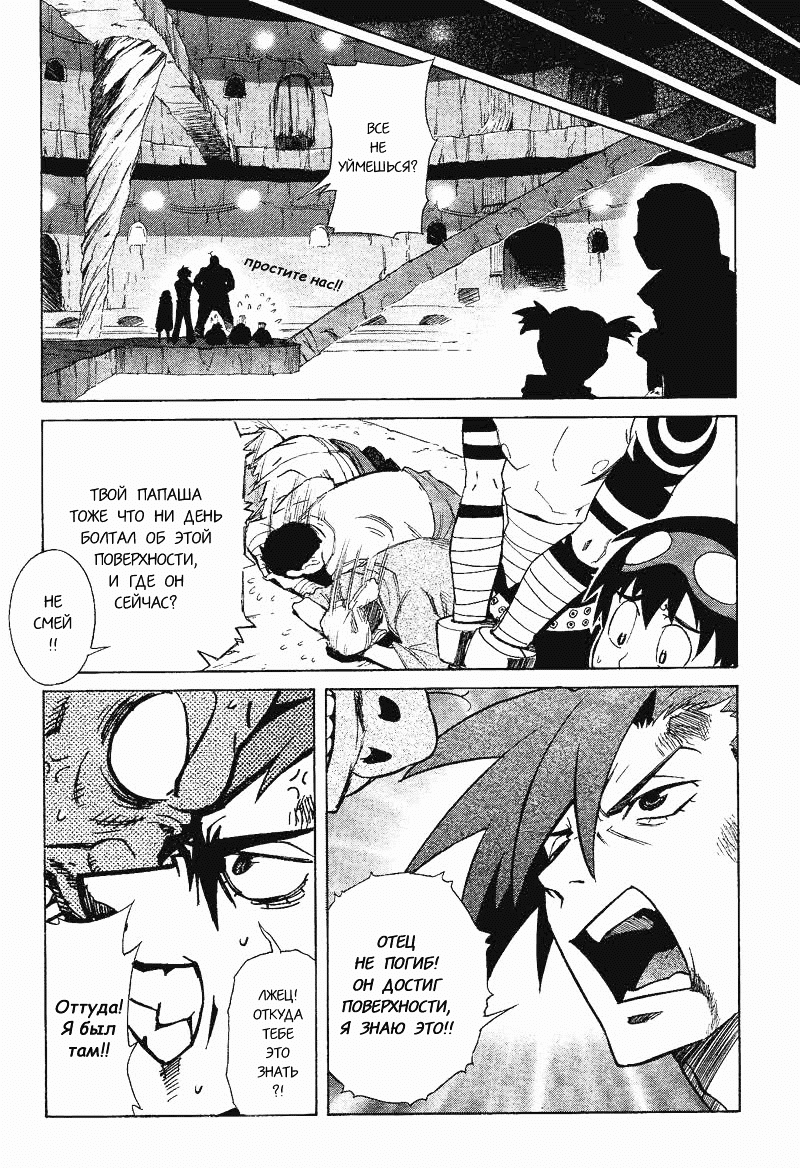 ВСЕ
НЕ
УЙМЕШЬСЯ?
простите нас!!
ТВОЙ ПАПАША
ТОЖЕ ЧТО НИ ДЕНЬ
БОЛТАЛ ОБ ЭТОЙ
ПОВЕРХНОСТИ,
И ГДЕ ОН
СЕЙЧАС?
НЕ
СМЕЙ
!!
ОТЕЦ
НЕ ПОГИБ!
ОН ДОСТИГ
ПОВЕРХНОСТИ,
Я ЗНАЮ ЭТО!!
ЛЖЕЦ!
ОТКУДА
ТЕБЕ
ЭТО
ЗНАТЬ
?!
Оттуда!
Я был
там!!